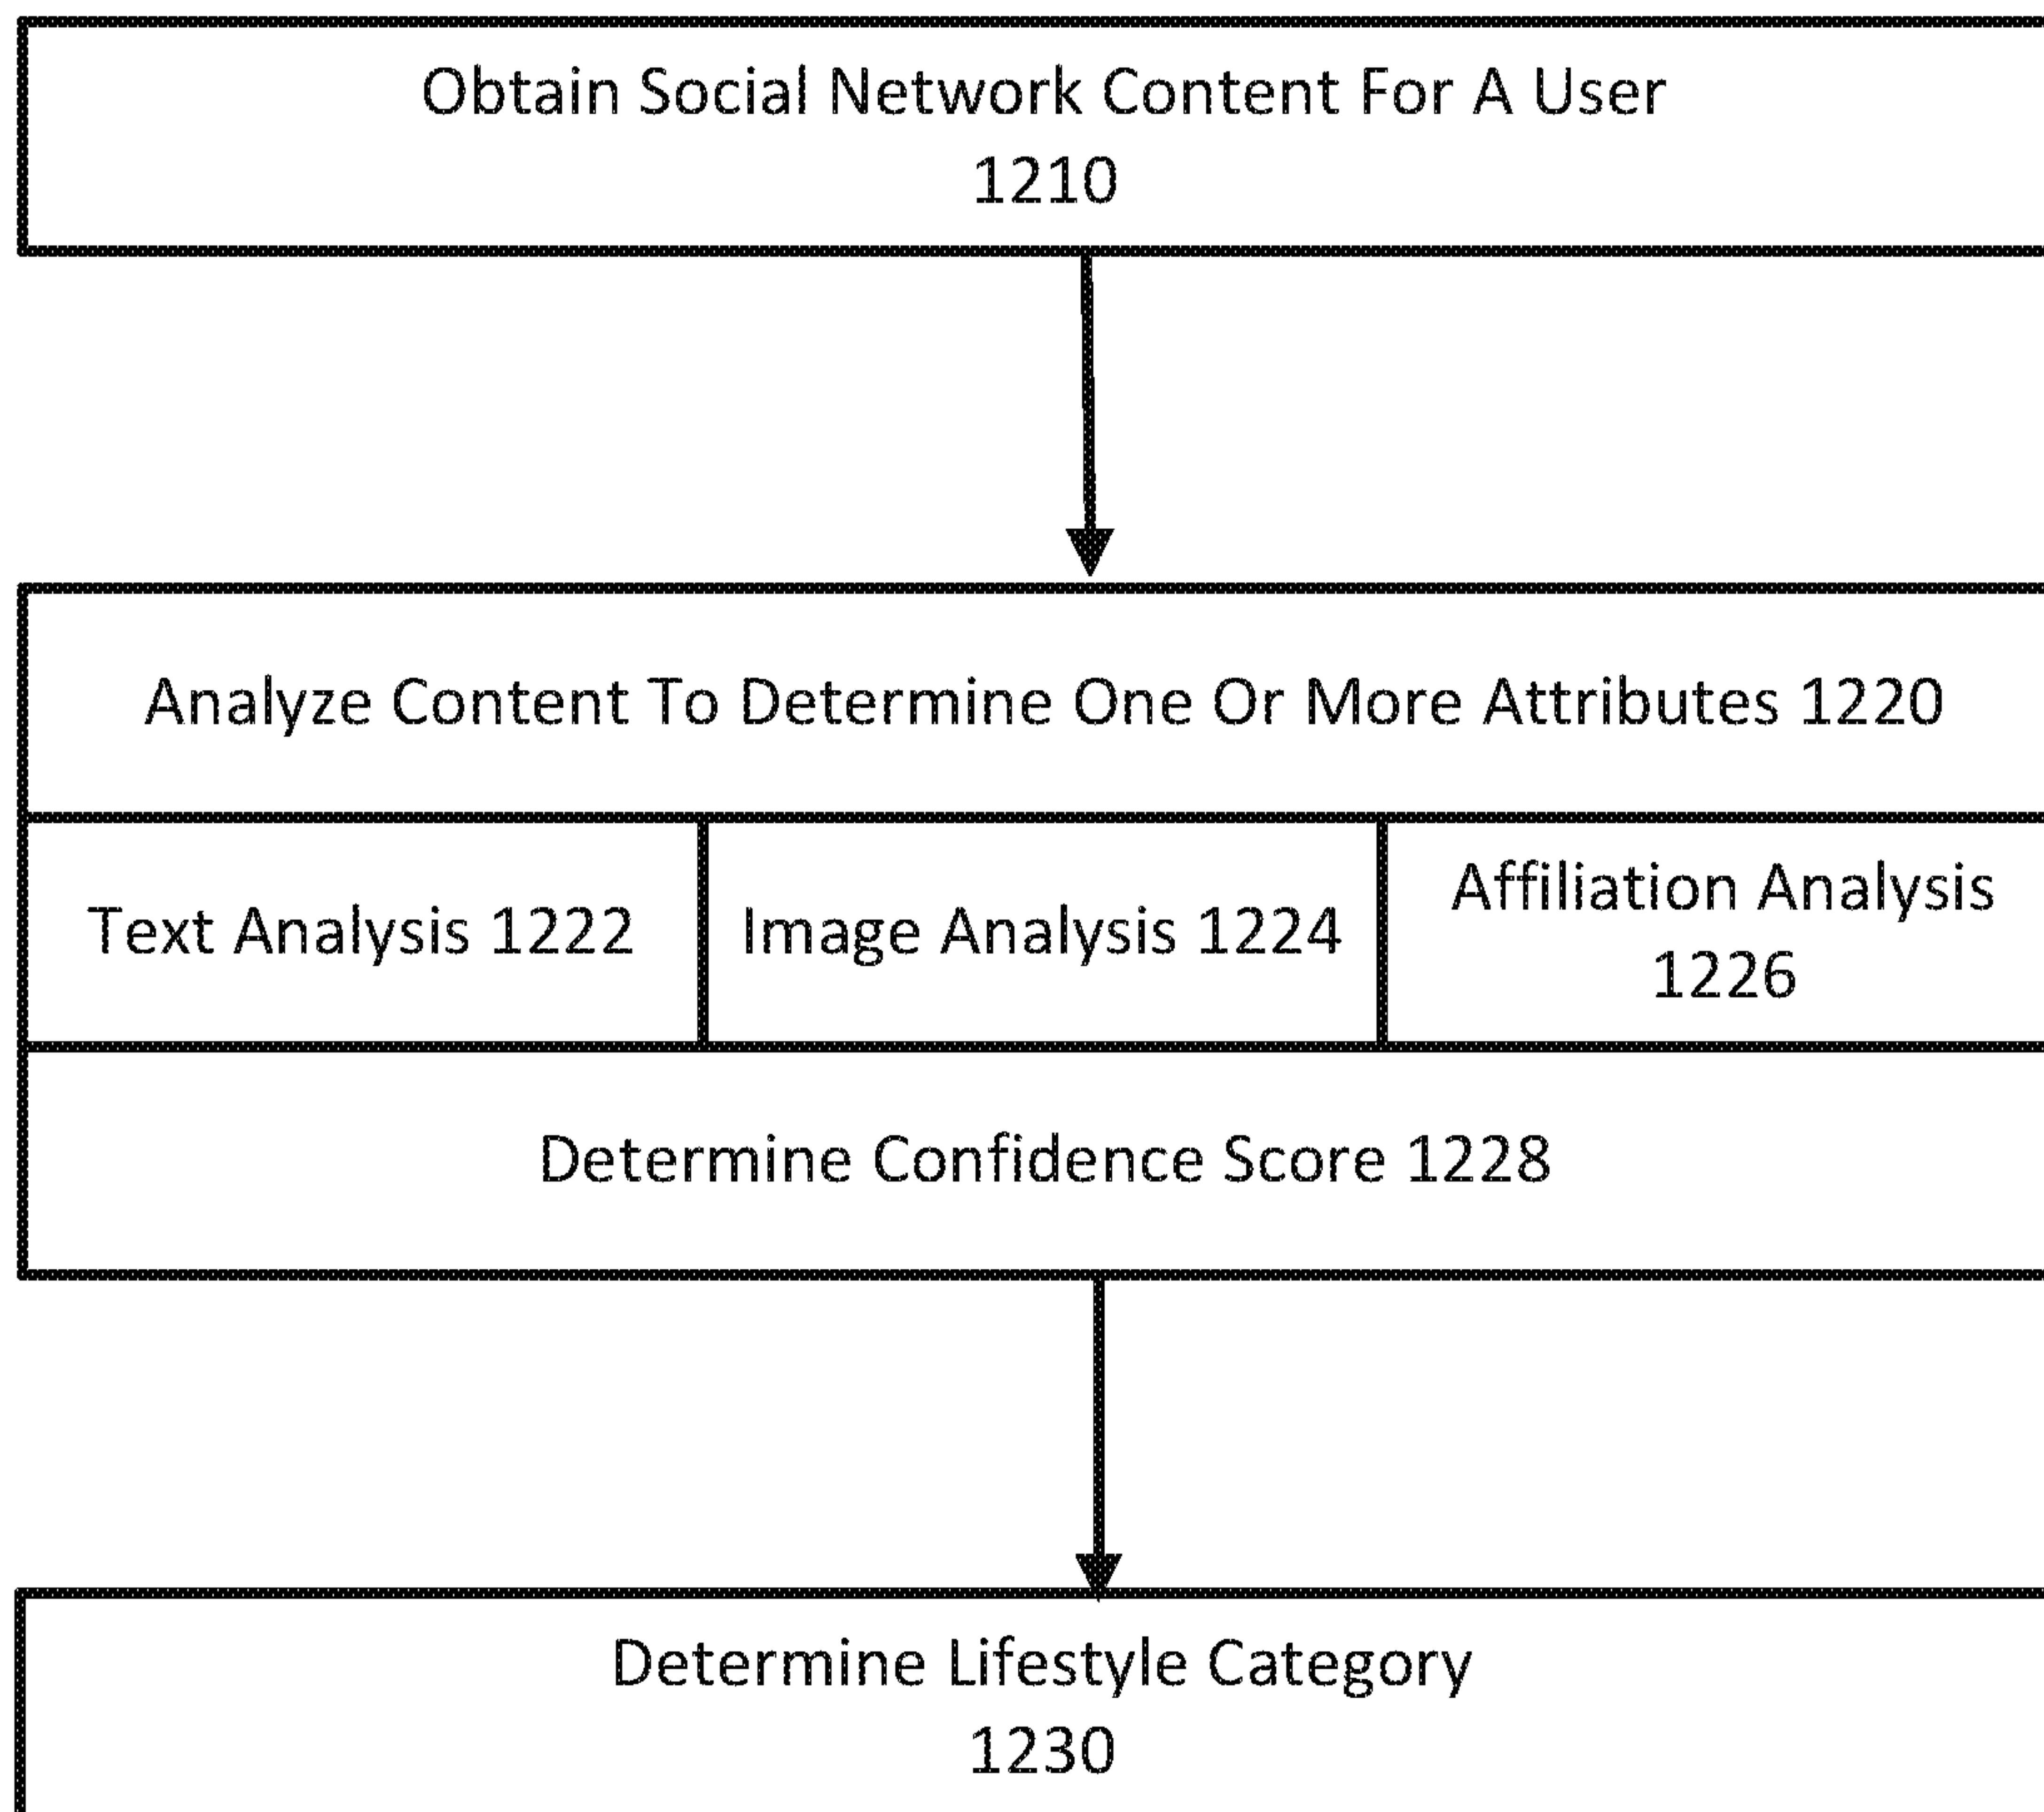 Obtain Social Network Content For A User
1210
Analyze Content To Determine One Or More Attributes 1220
Text Analysis 1222
Image Analysis 1224
Affiliation Analysis
1226
Determine Confidence Score 1228
Determine Lifestyle Category
1230